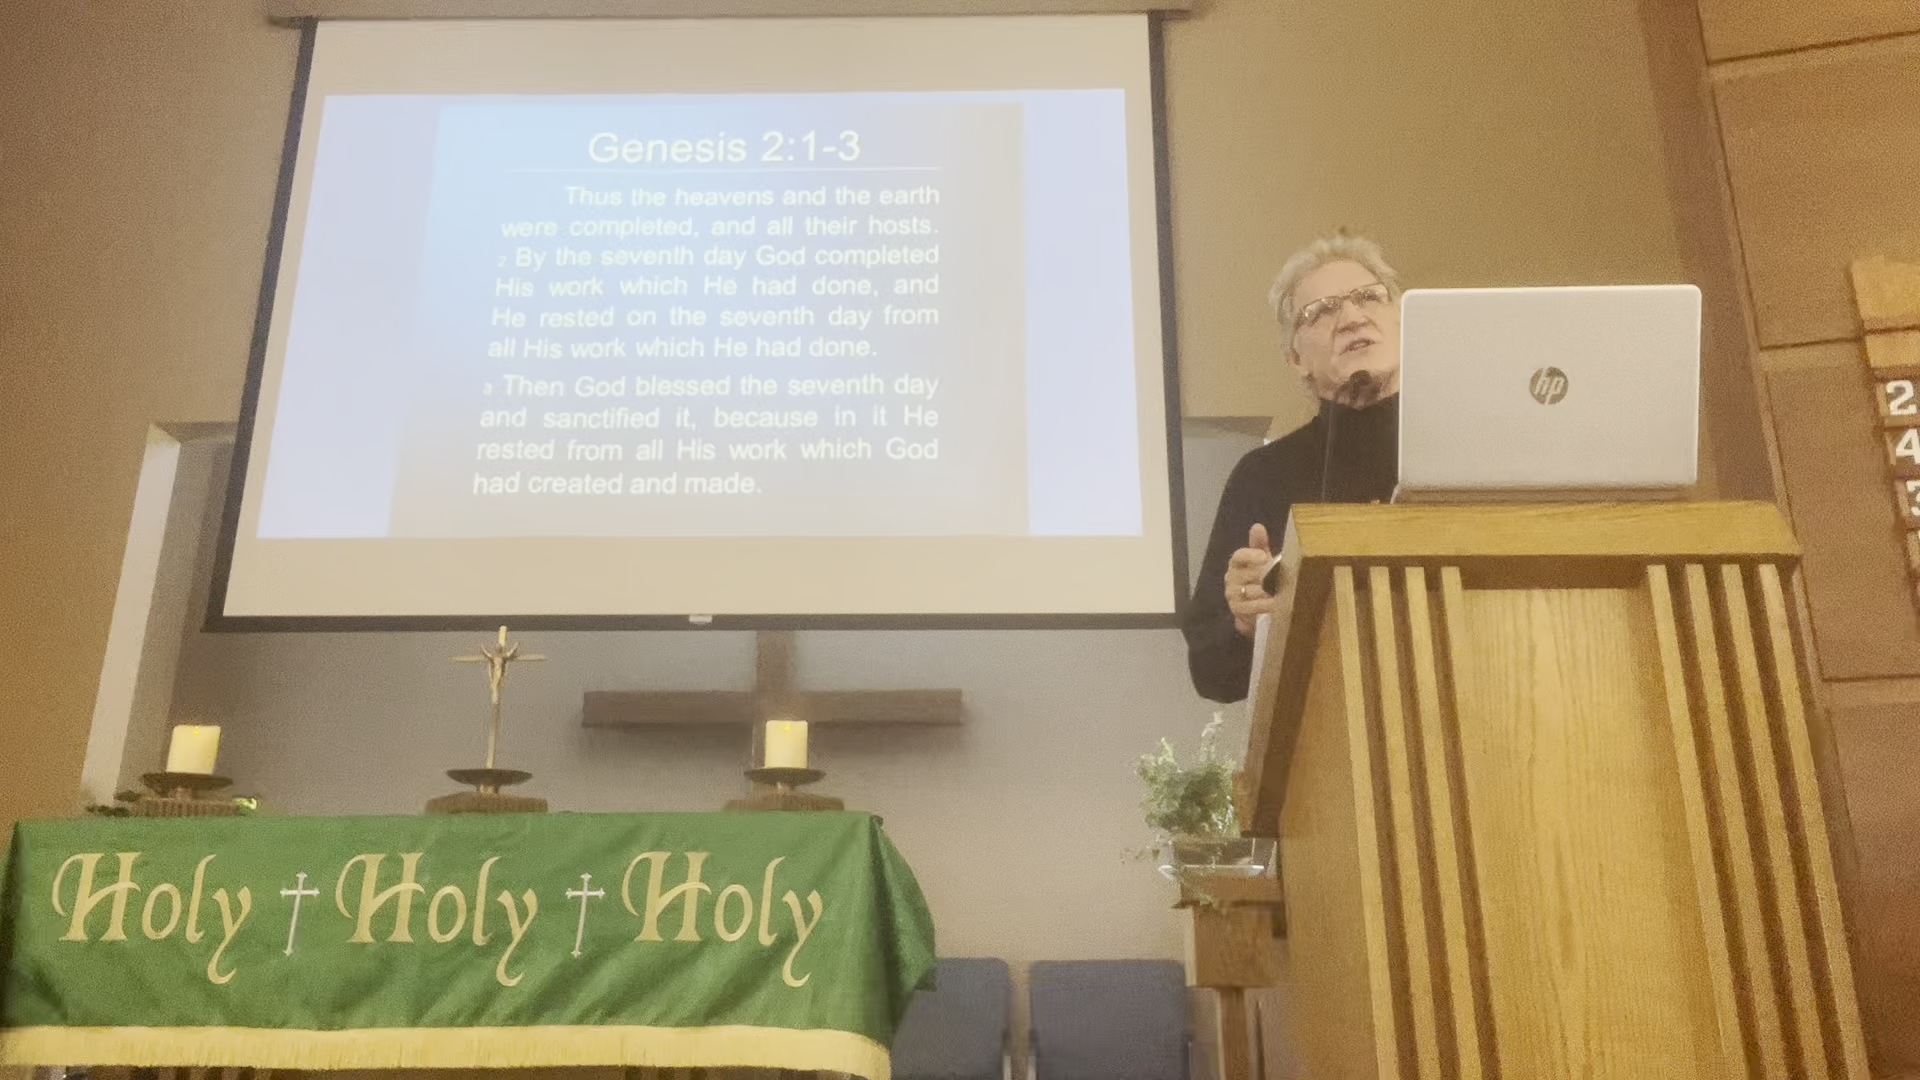 Genesis 2:1-3
Thus the heavens and the earth
were completed, and all their hosts.
2 By the seventh day God completed
His work which He had done, and
He rested on the seventh day from
all His work which He had done.
3 Then God blessed the seventh day
and sanctified it, because in it He
rested from all His work which God
had created and made.
hp
2
4
Holy Holy Holy